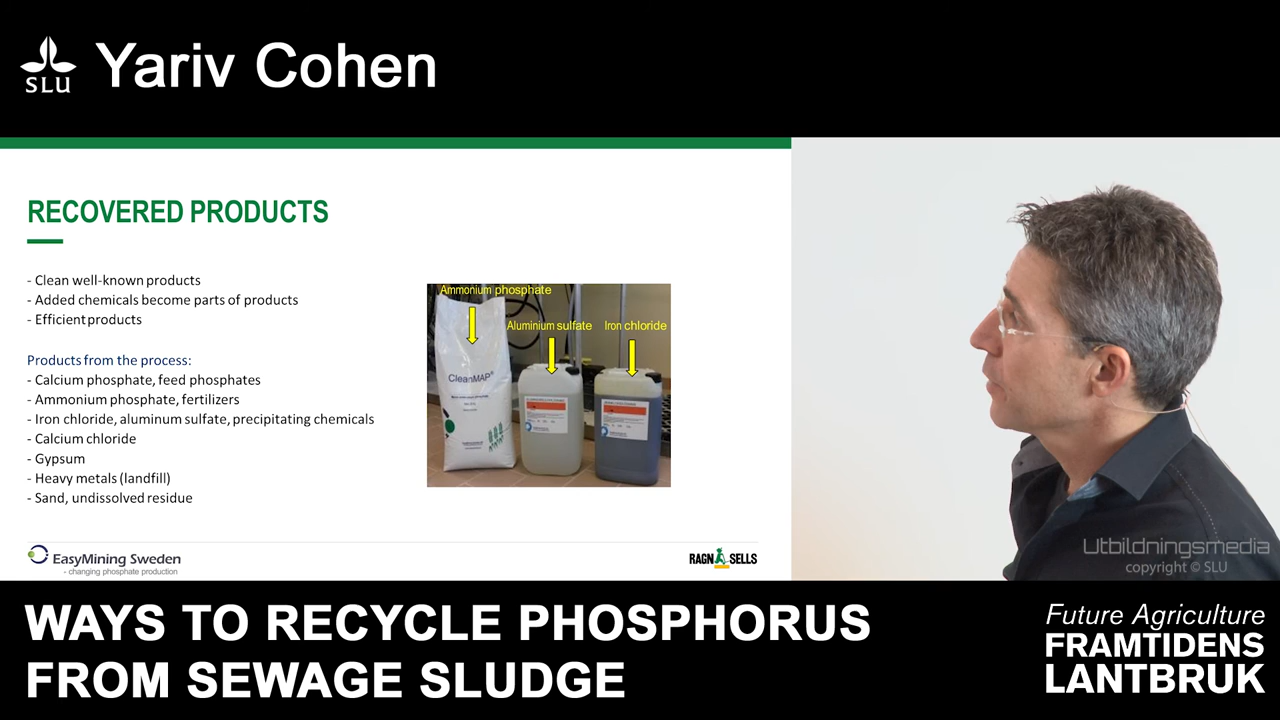 SLU
Yariv Cohen
RECOVERED PRODUCTS
- Clean well-known products
- Added chemicals become parts of products
- Efficient products
Products from the process:
- Calcium phosphate, feed phosphates
- Ammonium phosphate, fertilizers
- Iron chloride, aluminum sulfate, precipitating chemicals
- Calcium chloride
- Gypsum
- Heavy metals (landfill)
- Sand, undissolved residue
Ammonium phosphate
Aluminium sulfate
Iron chloride
CleanMAP®
EasyMining Sweden
- changing phosphate production
RAGN SELLS
Utbildningsmedia
copyright © SLU
WAYS TO RECYCLE PHOSPHORUS
FROM SEWAGE SLUDGE
Future Agriculture
FRAMTIDENS
LANTBRUK